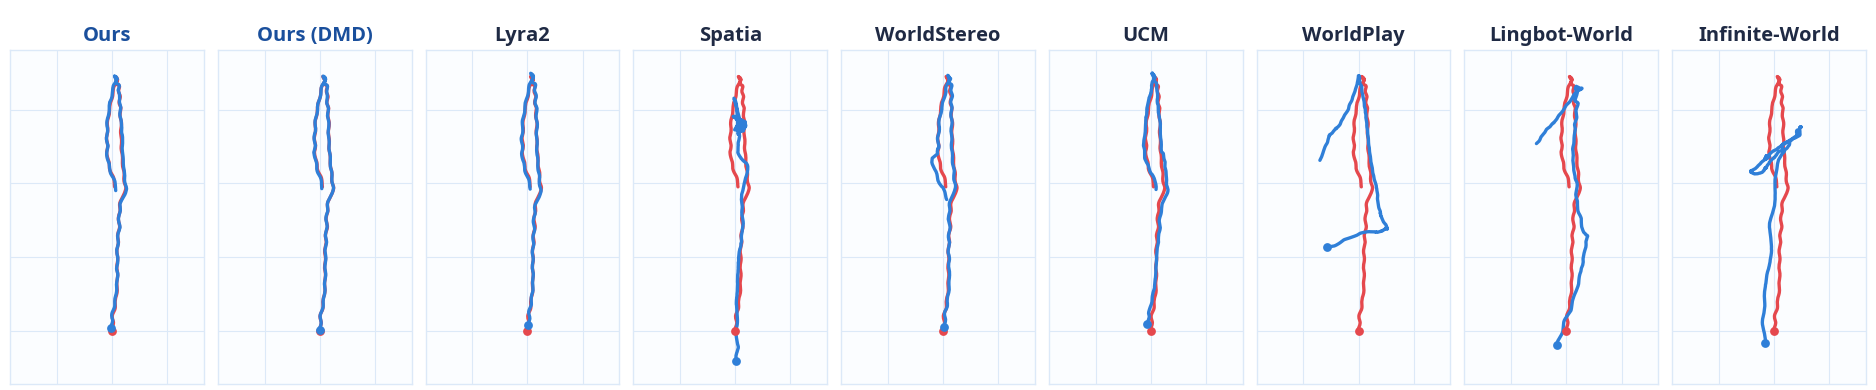 Ours
Ours (DMD)
Lyra2
Spatia
WorldStereo
UCM
WorldPlay
Lingbot-World
Infinite-World